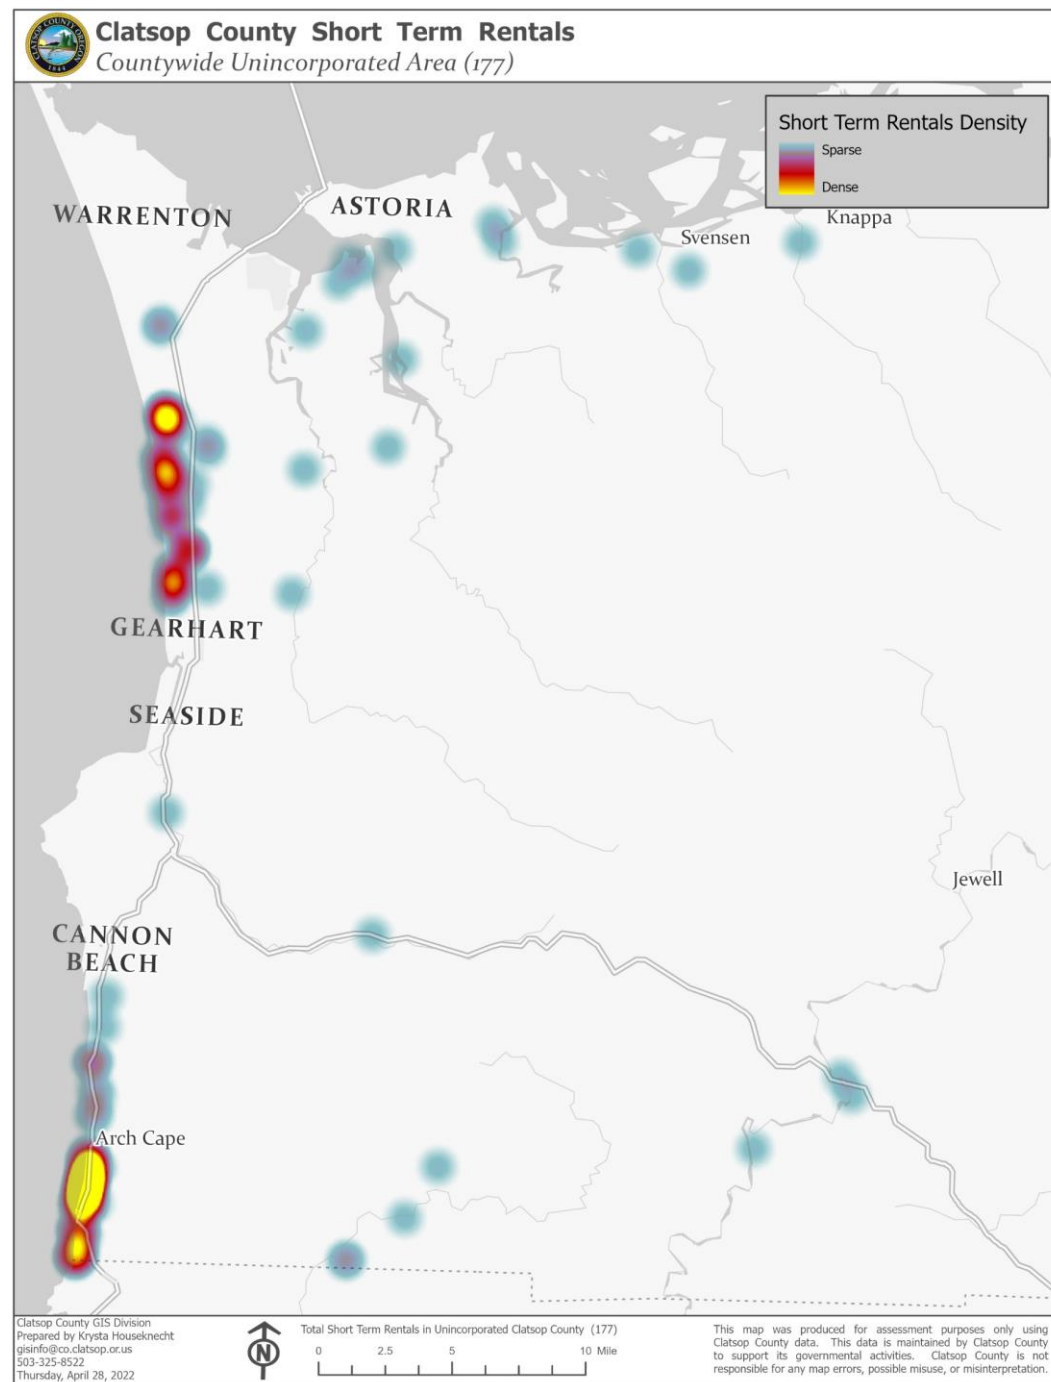 Clatsop County Short Term Rentals
Countywide Unincorporated Area (177)
CLATSOP COUNTY OREGON
1844
Short Term Rentals Density
Sparse
Dense
WARRENTON
ASTORIA
Knappa
Svensen
GEARHART
SEASIDE
Jewell
CANNON
BEACH
Arch Cape
Clatsop County GIS Division
Prepared by Krysta Houseknecht
gisinfo@co.clatsop.or.us
503-325-8522
Thursday, April 28, 2022
N
Total Short Term Rentals in Unincorporated Clatsop County (177)
0 2.5 5 10 Mile
This map was produced for assessment purposes only using
Clatsop County data. This data is maintained by Clatsop County
to support its governmental activities. Clatsop County is not
responsible for any map errors, possible misuse, or misinterpretation.